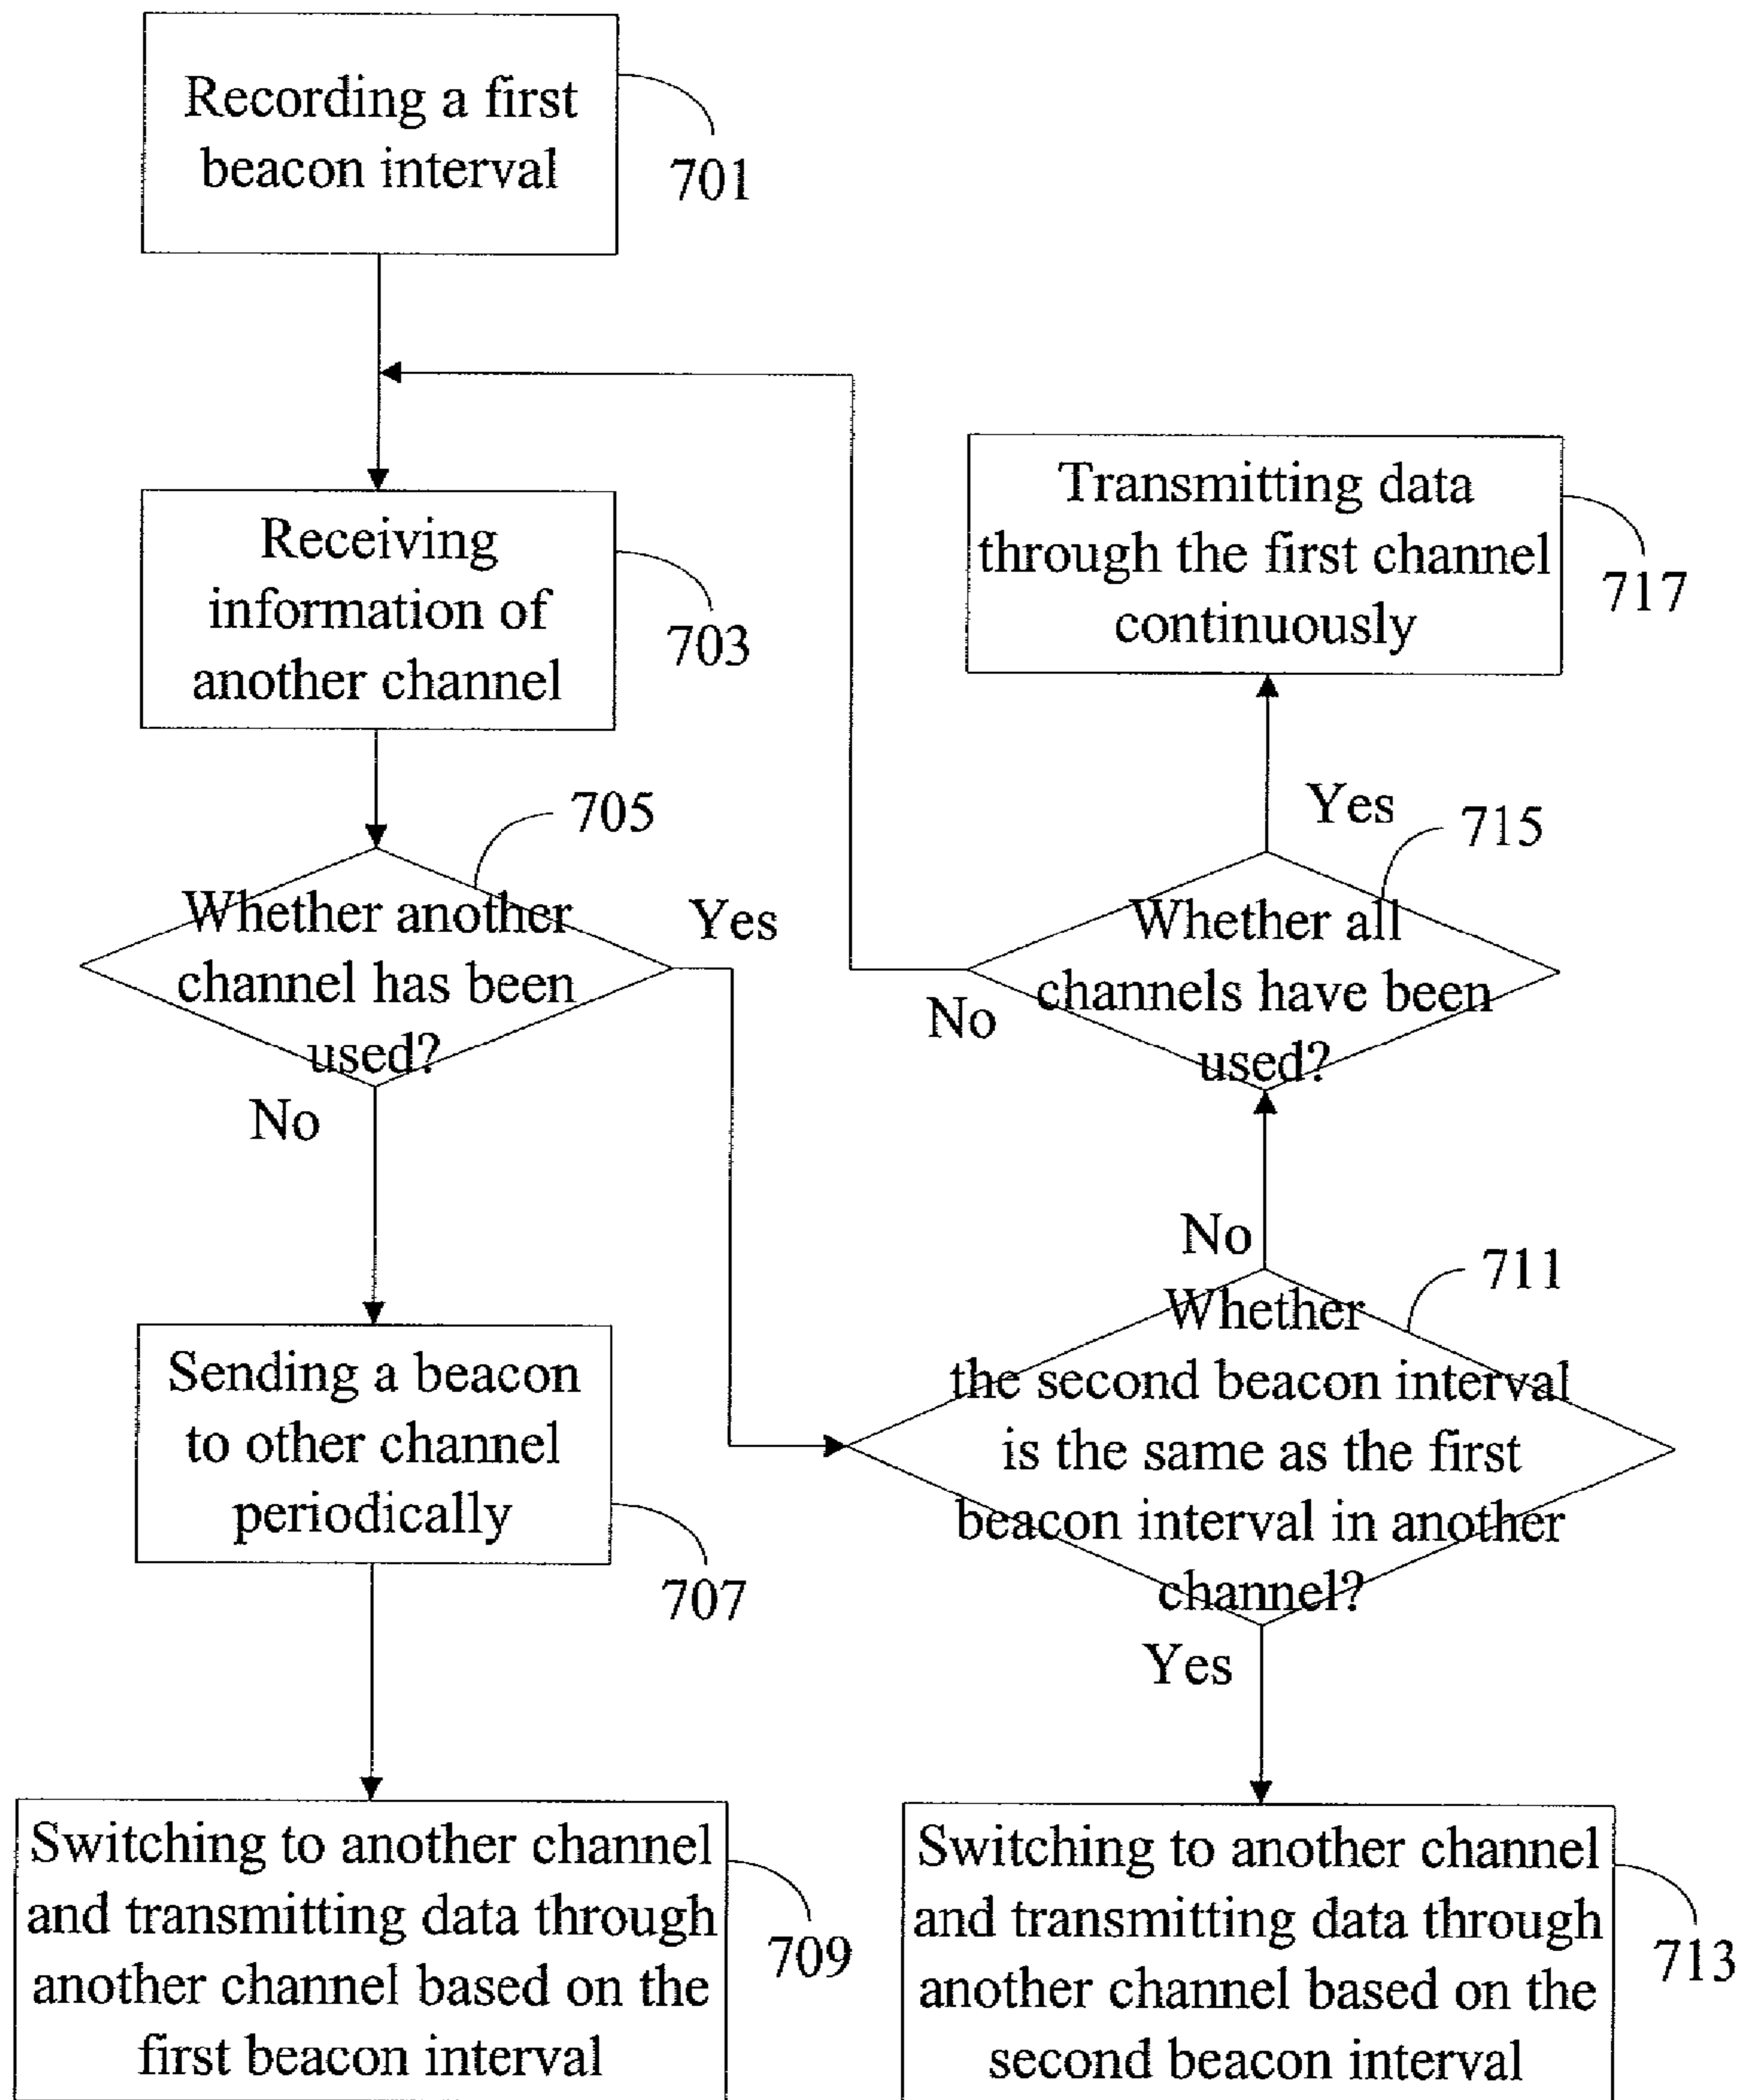 Recording a first
beacon interval
701
Receiving
information of
another channel
703
Transmitting data
through the first channel
continuously
717
705
Whether another
channel has been
used?
Yes
No
Yes
715
Whether all
channels have been
used?
No
Sending a beacon
to other channel
periodically
707
No
711
Whether
the second beacon interval
is the same as the first
beacon interval in another
channel?
Yes
Switching to another channel
and transmitting data through
another channel based on the
first beacon interval
709
Switching to another channel
and transmitting data through
another channel based on the
second beacon interval
713